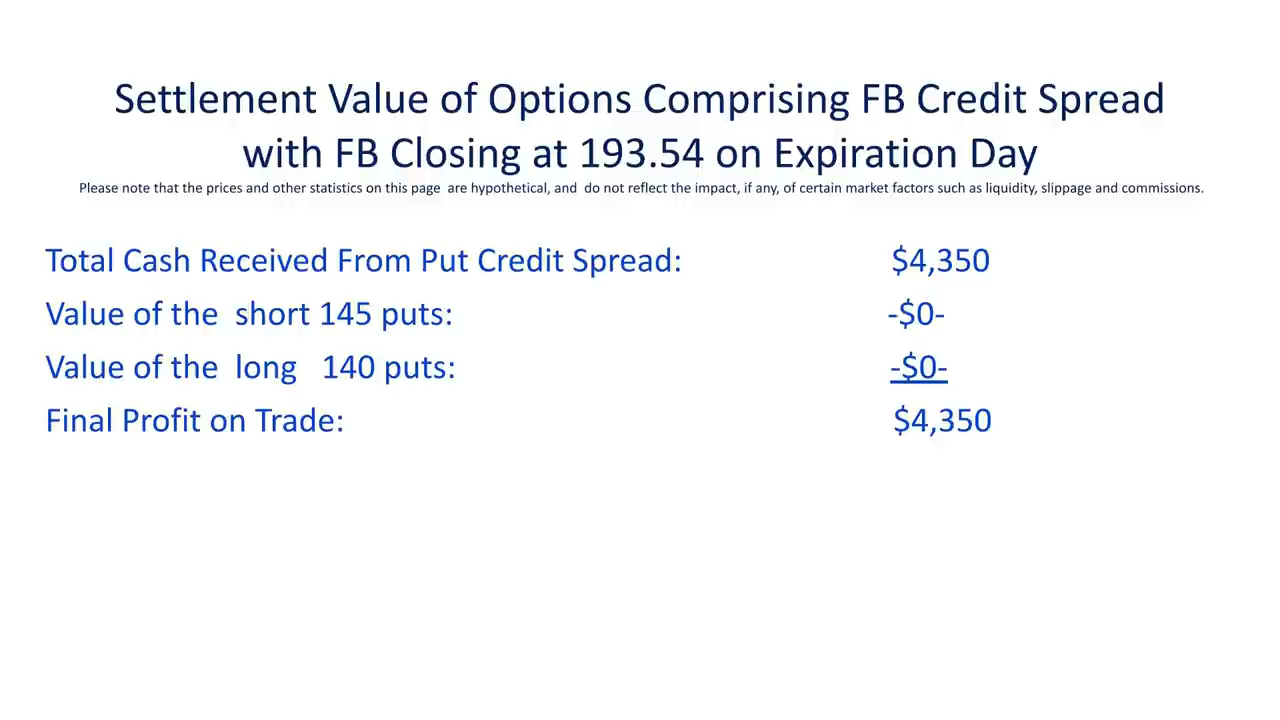 Settlement Value of Options Comprising FB Credit Spread
with FB Closing at 193.54 on Expiration Day
Please note that the prices and other statistics on this page  are hypothetical, and  do not reflect the impact, if any, of certain market factors such as liquidity, slippage and commissions.
Total Cash Received From Put Credit Spread: $4,350
Value of the  short 145 puts: -$0-
Value of the  long   140 puts: -$0-
Final Profit on Trade: $4,350